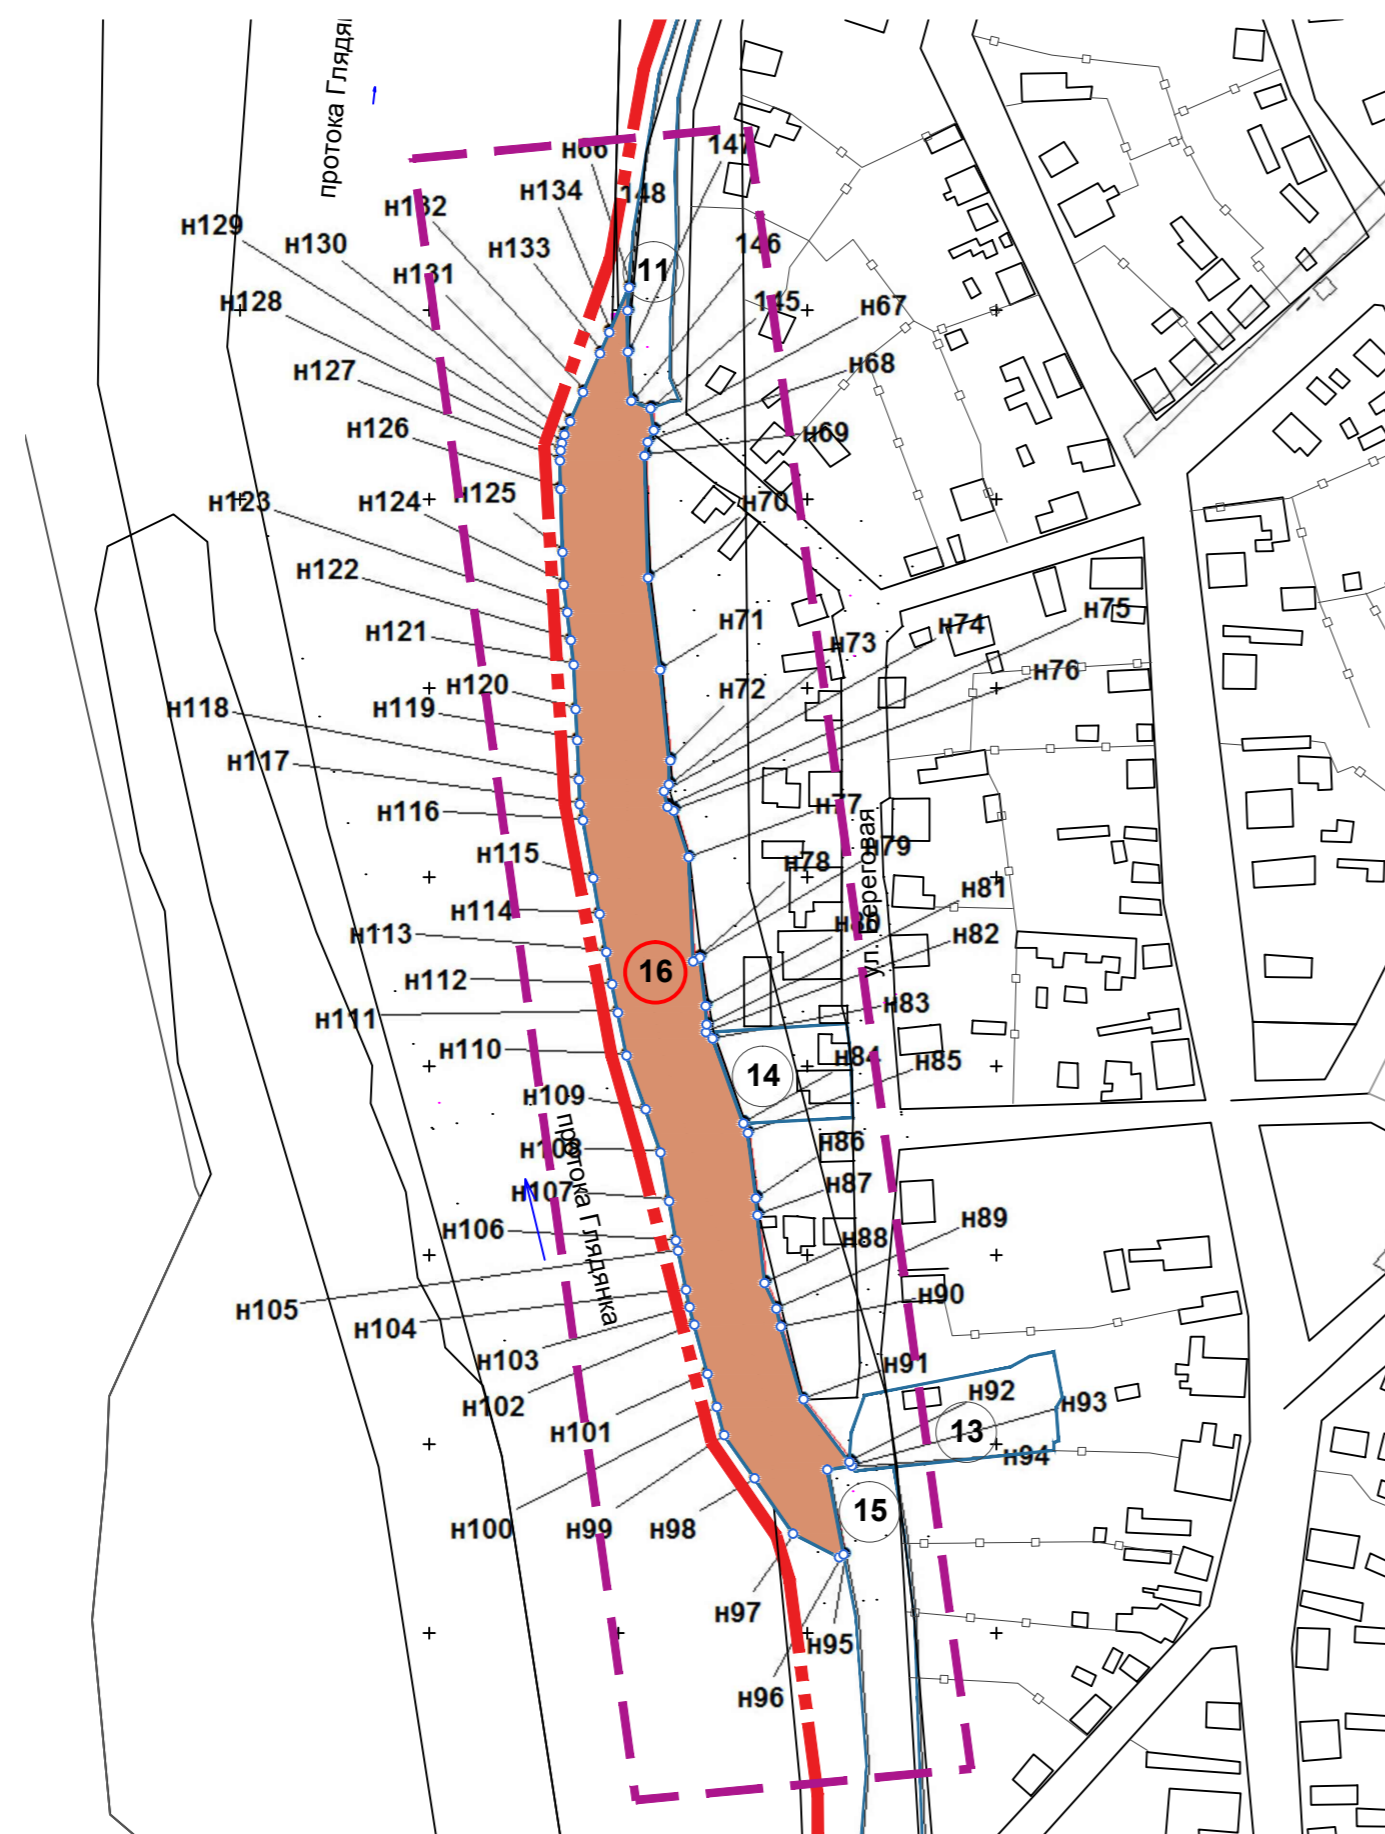 протока Глядя
н66
147
н134
148
н132
н129
н130
н133
146
11
н131
145
н128
н67
н127
н68
н126
н69
н125
н123
н124
н70
н122
н75
н71
н74
н121
н73
н76
н120
н72
н118
н119
н117
н77
н116
н79
н115
н78
н81
н114
н80
н113
н82
ул. Береговая
16
н112
н83
н111
н110
н84
н85
14
н109
н86
н108
протока Глядянка
н107
н87
н89
н106
н88
н90
н105
н104
н103
н91
н92
н93
н102
н101
13
н94
15
н100
н99
н98
н97
н95
н96